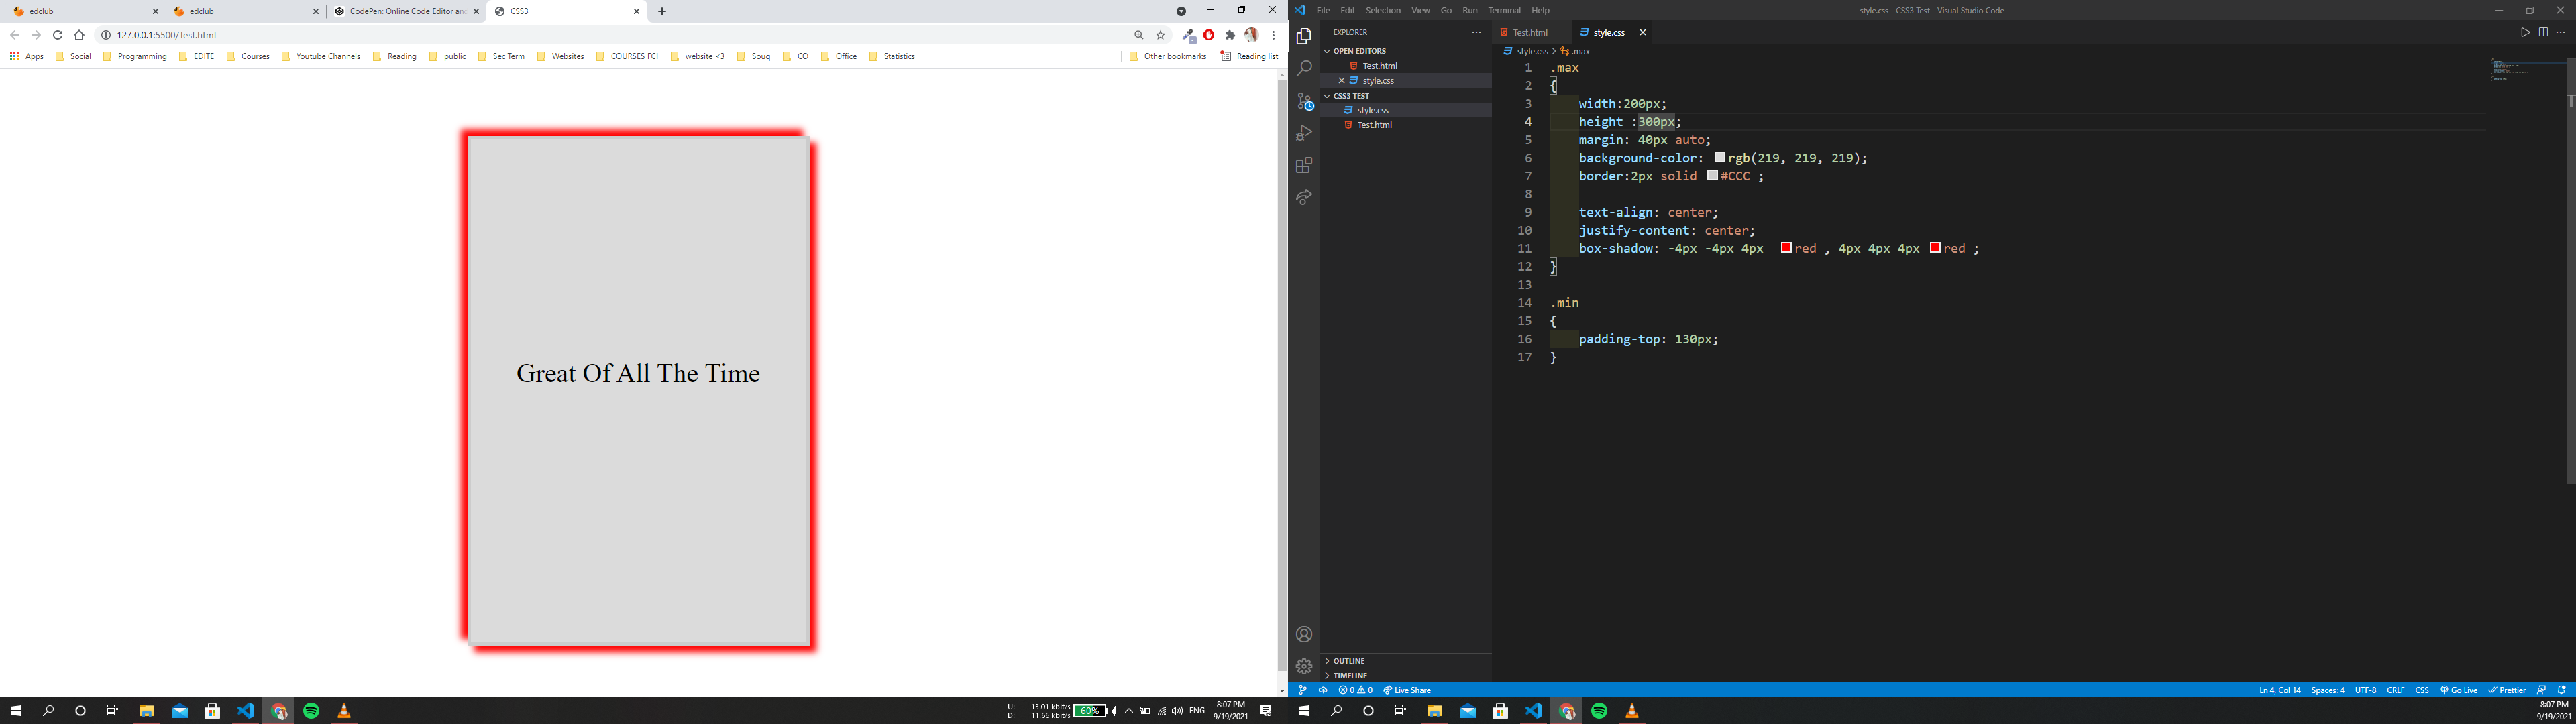 edclub
edclub
CodePen: Online Code Editor an
CSS3
127.0.0.1:5500/Test.html
Apps Social Programming EDITE Courses Youtube Channels Reading public Sec Term Websites COURSES FCI website <3 Souq CO Office Statistics Other bookmarks Reading list
Great Of All The Time
U: 13.01 kbit/s
D: 11.66 kbit/s
60%
ENG
8:07 PM
9/19/2021
File Edit Selection View Go Run Terminal Help
style.css - CSS3 Test - Visual Studio Code
EXPLORER
OPEN EDITORS
Test.html
style.css
CSS3 TEST
style.css
Test.html
OUTLINE
TIMELINE
Test.html style.css
style.css > .max
1 .max
2 {
3 width:200px;
4 height :300px;
5 margin: 40px auto;
6 background-color: rgb(219, 219, 219);
7 border:2px solid #CCC ;
8
9 text-align: center;
10 justify-content: center;
11 box-shadow: -4px -4px 4px red , 4px 4px 4px red ;
12 }
13
14 .min
15 {
16 padding-top: 130px;
17 }
0 0 Live Share
Ln 4, Col 14 Spaces: 4 UTF-8 CRLF CSS Go Live Prettier
8:07 PM
9/19/2021